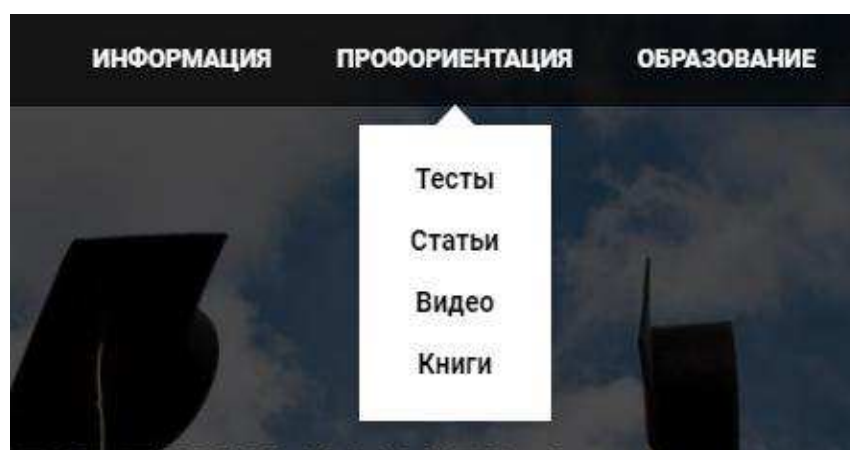 ИНФОРМАЦИЯ ПРОФОРИЕНТАЦИЯ ОБРАЗОВАНИЕ
Тесты
Статьи
Видео
Книги